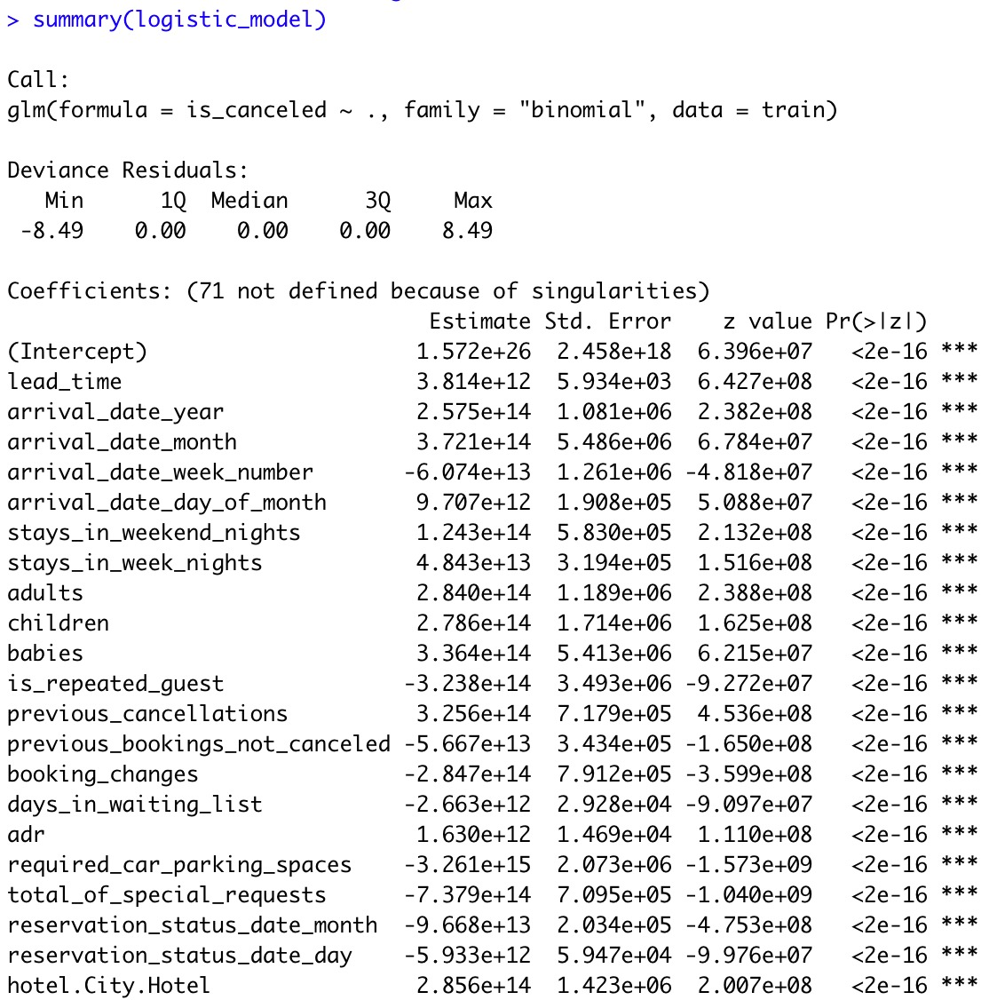 > summary(logistic_model)
Call:
glm(formula = is_canceled ~ ., family = "binomial", data = train)
Deviance Residuals:
Min 1Q Median 3Q Max
-8.49 0.00 0.00 0.00 8.49
Coefficients: (71 not defined because of singularities)
Estimate Std. Error z value Pr(>|z|)
(Intercept) 1.572e+26 2.458e+18 6.396e+07 <2e-16 ***
lead_time 3.814e+12 5.934e+03 6.427e+08 <2e-16 ***
arrival_date_year 2.575e+14 1.081e+06 2.382e+08 <2e-16 ***
arrival_date_month 3.721e+14 5.486e+06 6.784e+07 <2e-16 ***
arrival_date_week_number -6.074e+13 1.261e+06 -4.818e+07 <2e-16 ***
arrival_date_day_of_month 9.707e+12 1.908e+05 5.088e+07 <2e-16 ***
stays_in_weekend_nights 1.243e+14 5.830e+05 2.132e+08 <2e-16 ***
stays_in_week_nights 4.843e+13 3.194e+05 1.516e+08 <2e-16 ***
adults 2.840e+14 1.189e+06 2.388e+08 <2e-16 ***
children 2.786e+14 1.714e+06 1.625e+08 <2e-16 ***
babies 3.364e+14 5.413e+06 6.215e+07 <2e-16 ***
is_repeated_guest -3.238e+14 3.493e+06 -9.272e+07 <2e-16 ***
previous_cancellations 3.256e+14 7.179e+05 4.536e+08 <2e-16 ***
previous_bookings_not_canceled -5.667e+13 3.434e+05 -1.650e+08 <2e-16 ***
booking_changes -2.847e+14 7.912e+05 -3.599e+08 <2e-16 ***
days_in_waiting_list -2.663e+12 2.928e+04 -9.097e+07 <2e-16 ***
adr 1.630e+12 1.469e+04 1.110e+08 <2e-16 ***
required_car_parking_spaces -3.261e+15 2.073e+06 -1.573e+09 <2e-16 ***
total_of_special_requests -7.379e+14 7.095e+05 -1.040e+09 <2e-16 ***
reservation_status_date_month -9.668e+13 2.034e+05 -4.753e+08 <2e-16 ***
reservation_status_date_day -5.933e+12 5.947e+04 -9.976e+07 <2e-16 ***
hotel.City.Hotel 2.856e+14 1.423e+06 2.007e+08 <2e-16 ***